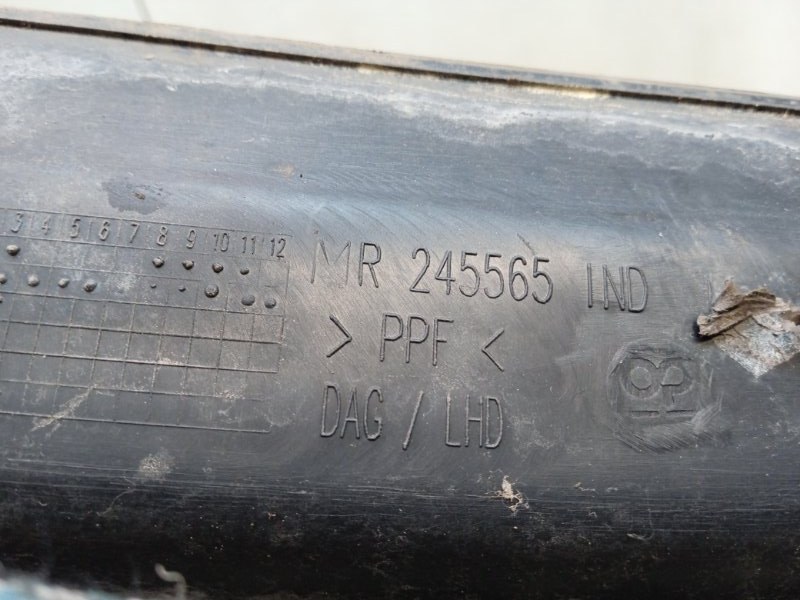 3 4 5 6 7 8 9 10 11 12
MR 245565 IND
> PPF <
DAG / LHD